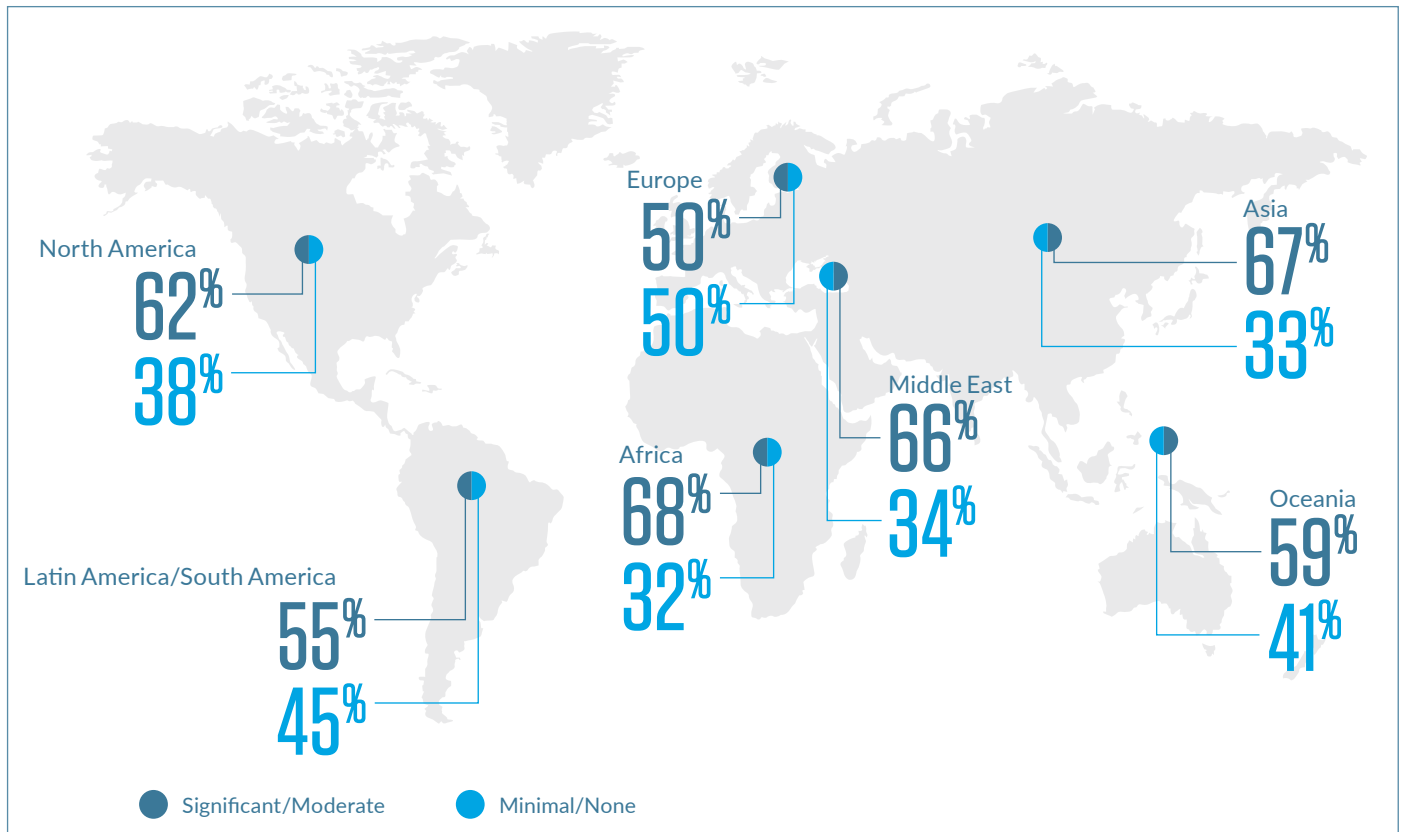 North America
62%
38%
Latin America/South America
55%
45%
Europe
50%
50%
Africa
68%
32%
Middle East
66%
34%
Asia
67%
33%
Oceania
59%
41%
Significant/Moderate
Minimal/None